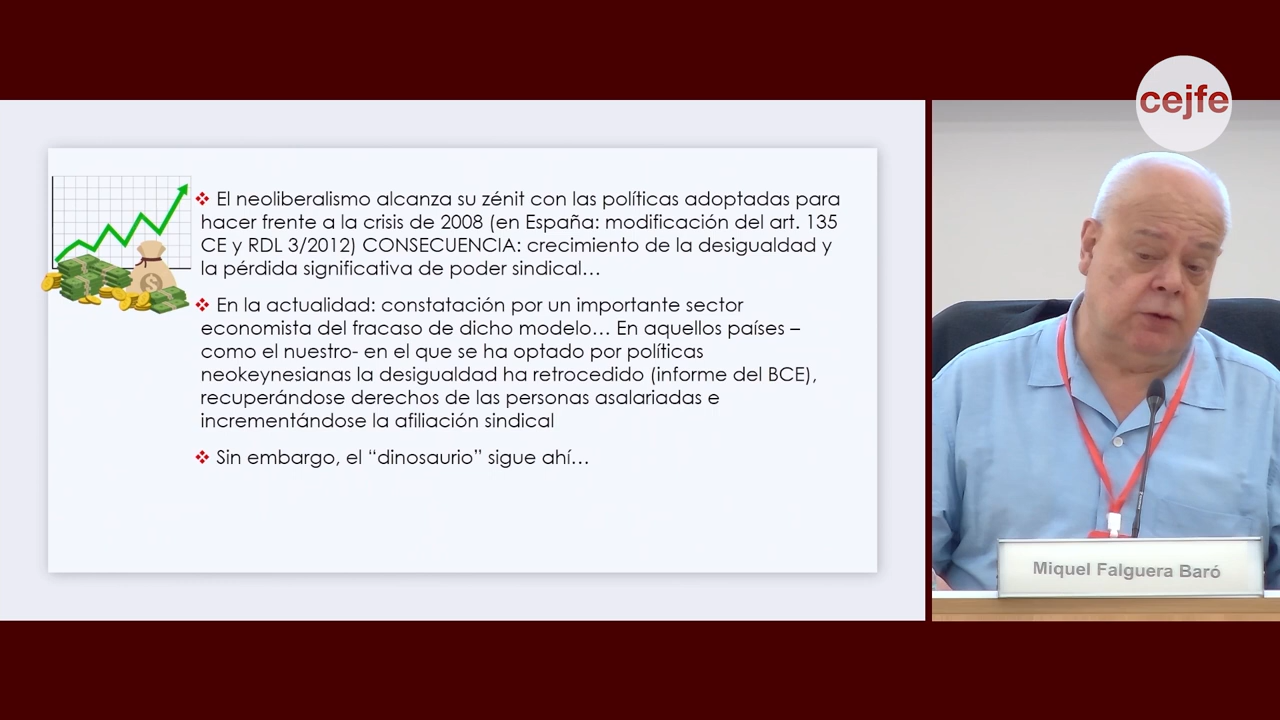 cejfe
❖ El neoliberalismo alcanza su zénit con las políticas adoptadas para
hacer frente a la crisis de 2008 (en España: modificación del art. 135
CE y RDL 3/2012) CONSECUENCIA: crecimiento de la desigualdad y
la pérdida significativa de poder sindical…
❖ En la actualidad: constatación por un importante sector
economista del fracaso de dicho modelo… En aquellos países –
como el nuestro- en el que se ha optado por políticas
neokeynesianas la desigualdad ha retrocedido (informe del BCE),
recuperándose derechos de las personas asalariadas e
incrementándose la afiliación sindical
❖ Sin embargo, el “dinosaurio” sigue ahí…
$
Miquel Falguera Baró